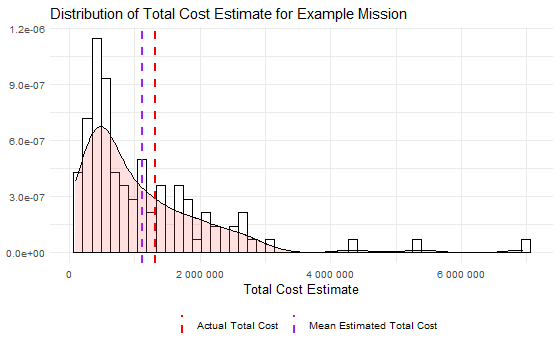 Distribution of Total Cost Estimate for Example Mission
1.2e-06
9.0e-07
6.0e-07
3.0e-07
0.0e+00
0 2 000 000 4 000 000 6 000 000
Total Cost Estimate
Actual Total Cost Mean Estimated Total Cost